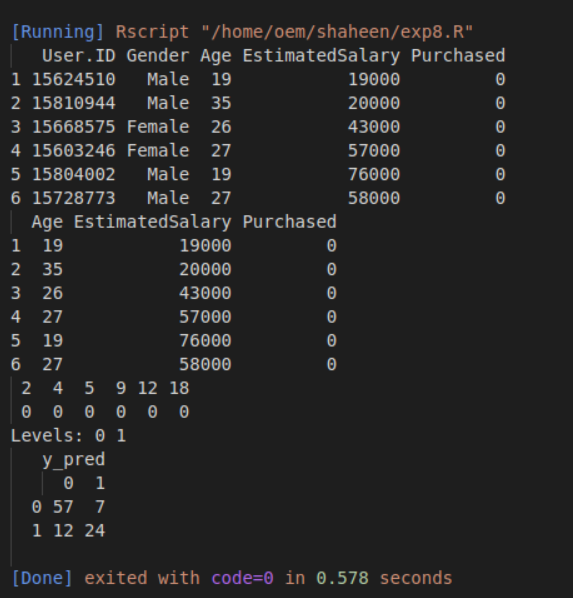 [Running] Rscript "/home/oem/shaheen/exp8.R"
   User.ID Gender Age EstimatedSalary Purchased
1 15624510   Male  19           19000         0
2 15810944   Male  35           20000         0
3 15668575 Female  26           43000         0
4 15603246 Female  27           57000         0
5 15804002   Male  19           76000         0
6 15728773   Male  27           58000         0
  Age EstimatedSalary Purchased
1  19           19000         0
2  35           20000         0
3  26           43000         0
4  27           57000         0
5  19           76000         0
6  27           58000         0
 2  4  5  9 12 18
 0  0  0  0  0  0
Levels: 0 1
   y_pred
     0  1
  0 57  7
  1 12 24
[Done] exited with code=0 in 0.578 seconds